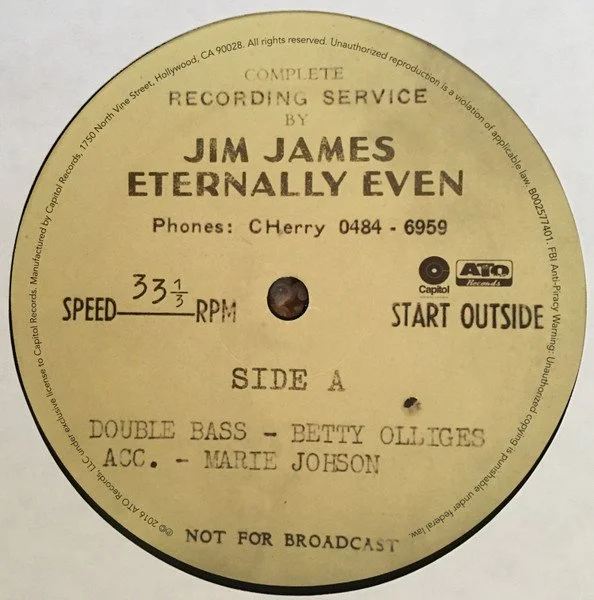 COMPLETE
RECORDING SERVICE
BY
JIM JAMES
ETERNALLY EVEN
Phones: CHerry 0484 - 6959
Capitol
ATO
Records
SPEED 33 1/3 RPM
START OUTSIDE
SIDE A
DOUBLE BASS - BETTY OLLIGES
ACC. - MARIE JOHSON
NOT FOR BROADCAST
℗© 2016 ATO Records, LLC under exclusive license to Capitol Records. Manufactured by Capitol Records, 1750 North Vine Street, Hollywood, CA 90028. All rights reserved. Unauthorized reproduction is a violation of applicable law. B002577401. FBI Anti-Piracy Warning: Unauthorized copying is punishable under federal law.